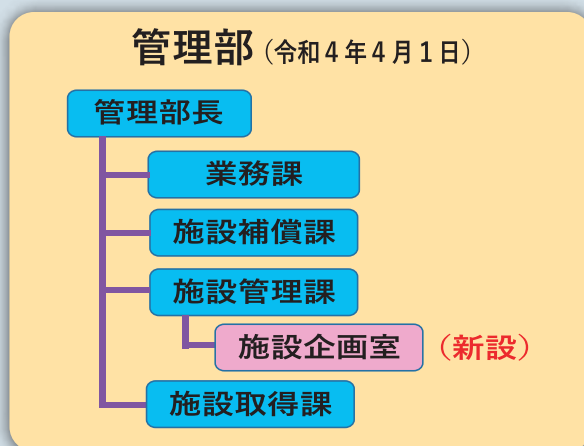 管理部(令和4年4月1日)
管理部長
業務課
施設補償課
施設管理課
施設企画室 (新設)
施設取得課